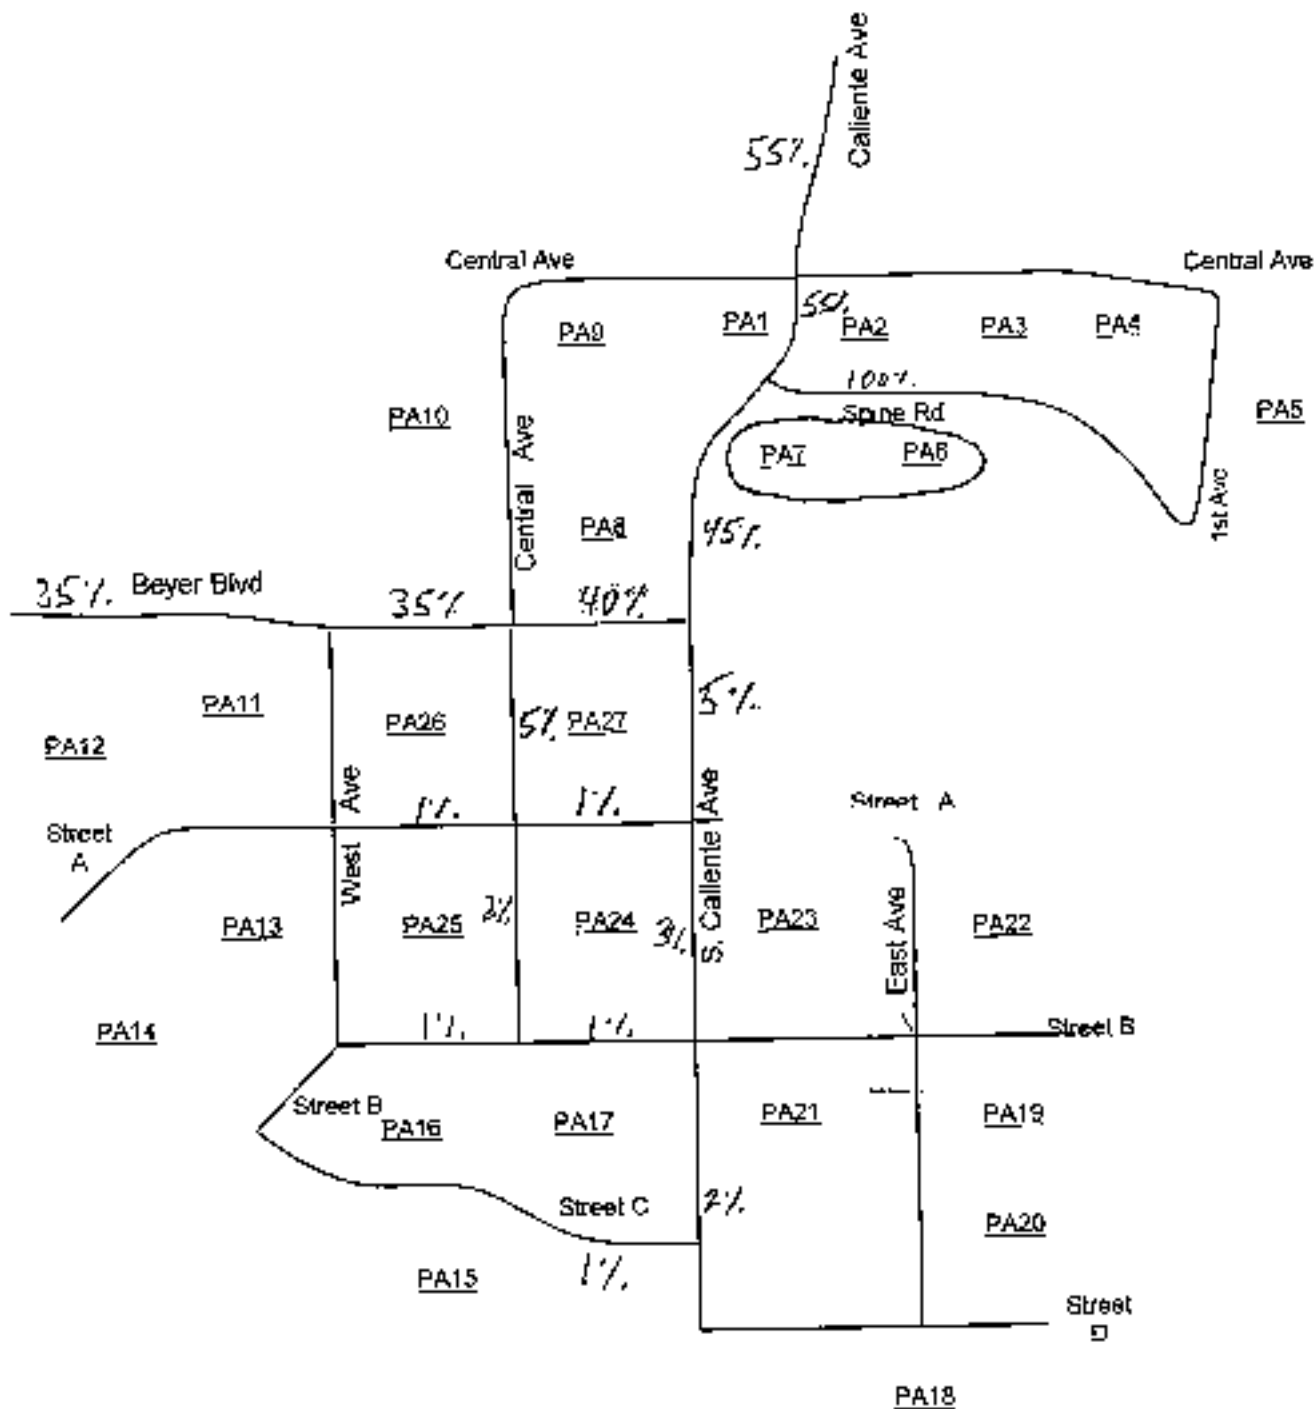 Caliente Ave
55%
Central Ave
Central Ave
50%
PA9
PA1
PA2
PA3
PA4
100%
Spine Rd
PA10
PA5
Central Ave
PA7
PA6
1st Ave
PA8
45%
Beyer Blvd
35%
40%
5%
PA11
PA26
5%
PA27
PA12
West Ave
1%
1%
S. Caliente Ave
Street A
Street
A
PA13
PA25
2%
PA24
3%
PA23
East Ave
PA22
PA14
1%
1%
Street B
Street B
PA16
PA17
PA21
PA19
Street C
2%
PA20
PA15
1%
Street
PA18